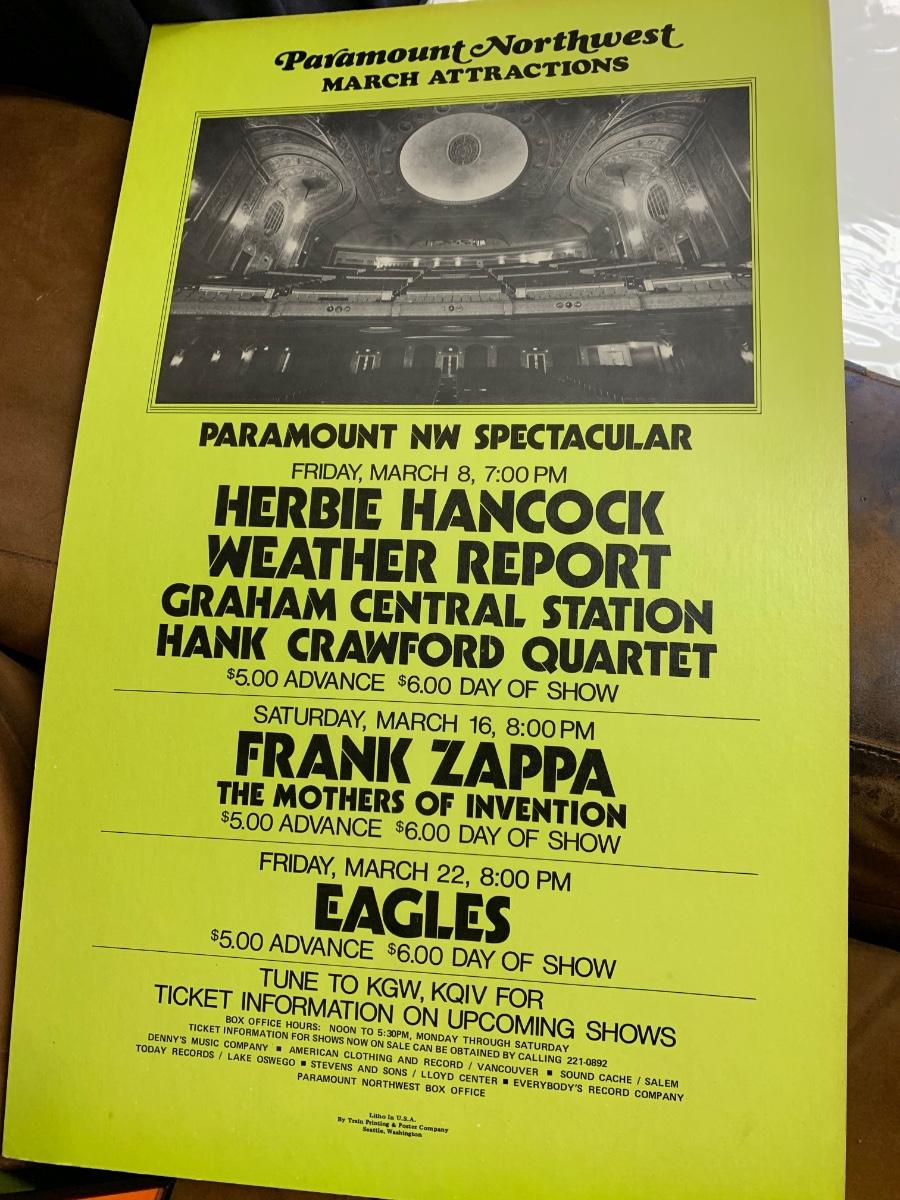 Paramount Northwest
MARCH ATTRACTIONS
PARAMOUNT NW SPECTACULAR
FRIDAY, MARCH 8, 7:00 PM
HERBIE HANCOCK
WEATHER REPORT
GRAHAM CENTRAL STATION
HANK CRAWFORD QUARTET
$5.00 ADVANCE $6.00 DAY OF SHOW
SATURDAY, MARCH 16, 8:00 PM
FRANK ZAPPA
THE MOTHERS OF INVENTION
$5.00 ADVANCE $6.00 DAY OF SHOW
FRIDAY, MARCH 22, 8:00 PM
EAGLES
$5.00 ADVANCE $6.00 DAY OF SHOW
TUNE TO KGW, KQIV FOR
TICKET INFORMATION ON UPCOMING SHOWS
BOX OFFICE HOURS: NOON TO 5:30PM, MONDAY THROUGH SATURDAY
TICKET INFORMATION FOR SHOWS NOW ON SALE CAN BE OBTAINED BY CALLING 221-0892
DENNY'S MUSIC COMPANY ■ AMERICAN CLOTHING AND RECORD / VANCOUVER ■ SOUND CACHE / SALEM
TODAY RECORDS / LAKE OSWEGO ■ STEVENS AND SONS / LLOYD CENTER ■ EVERYBODY'S RECORD COMPANY
PARAMOUNT NORTHWEST BOX OFFICE
Litho In U.S.A.
By Train Printing & Poster Company
Seattle, Washington